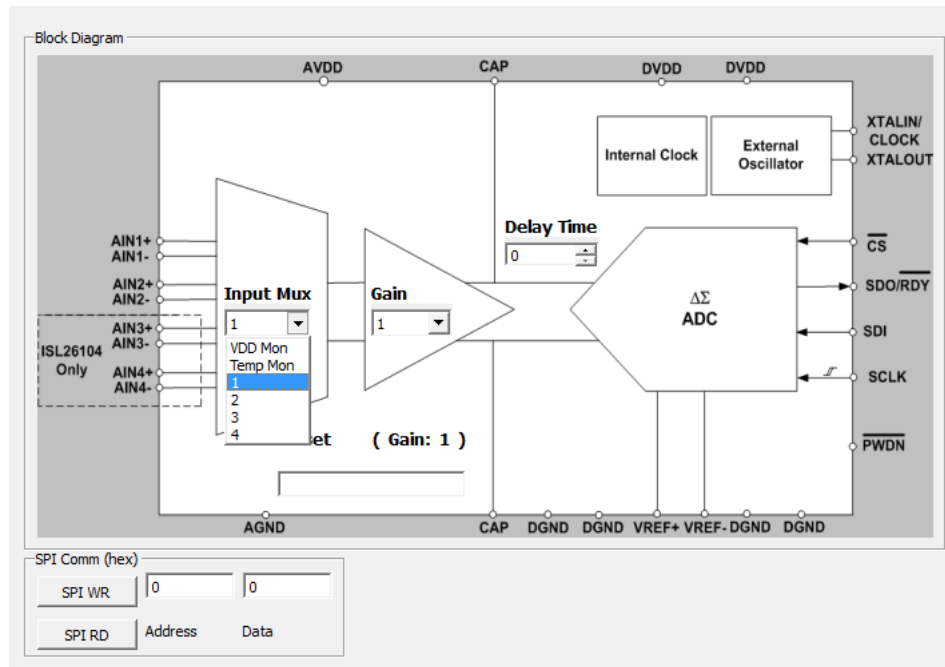 Block Diagram
AVDD
CAP
DVDD
DVDD
XTALIN/
CLOCK
XTALOUT
Internal Clock
External
Oscillator
Delay Time
0
AIN1+
AIN1-
AIN2+
AIN2-
AIN3+
AIN3-
AIN4+
AIN4-
ISL26104
Only
Input Mux
1
VDD Mon
Temp Mon
1
2
3
4
Gain
1
ΔΣ
ADC
CS
SDO/RDY
SDI
SCLK
PWDN
et ( Gain: 1 )
AGND
CAP
DGND
DGND
VREF+
VREF-
DGND
DGND
SPI Comm (hex)
SPI WR
0
0
SPI RD
Address
Data